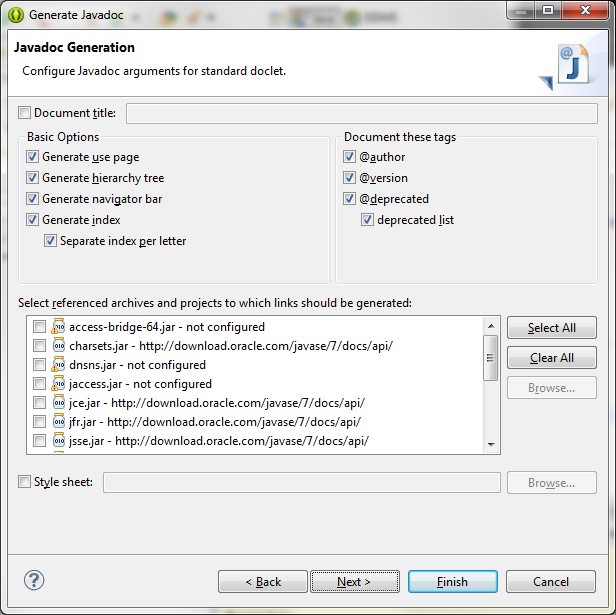 Generate Javadoc
Javadoc Generation
Configure Javadoc arguments for standard doclet.
Document title:
Basic Options
Generate use page
Generate hierarchy tree
Generate navigator bar
Generate index
Separate index per letter
Document these tags
@author
@version
@deprecated
deprecated list
Select referenced archives and projects to which links should be generated:
access-bridge-64.jar - not configured
charsets.jar - http://download.oracle.com/javase/7/docs/api/
dnsns.jar - not configured
jaccess.jar - not configured
jce.jar - http://download.oracle.com/javase/7/docs/api/
jfr.jar - http://download.oracle.com/javase/7/docs/api/
jsse.jar - http://download.oracle.com/javase/7/docs/api/
Select All
Clear All
Browse...
Style sheet:
Browse...
< Back
Next >
Finish
Cancel